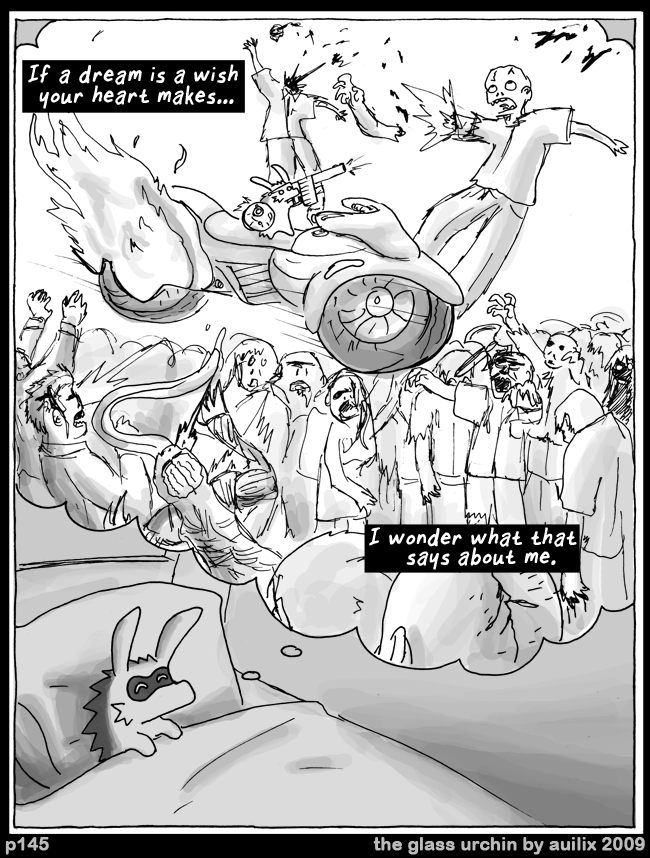 If a dream is a wish
your heart makes...
I wonder what that
says about me.
p145
the glass urchin by auilix 2009